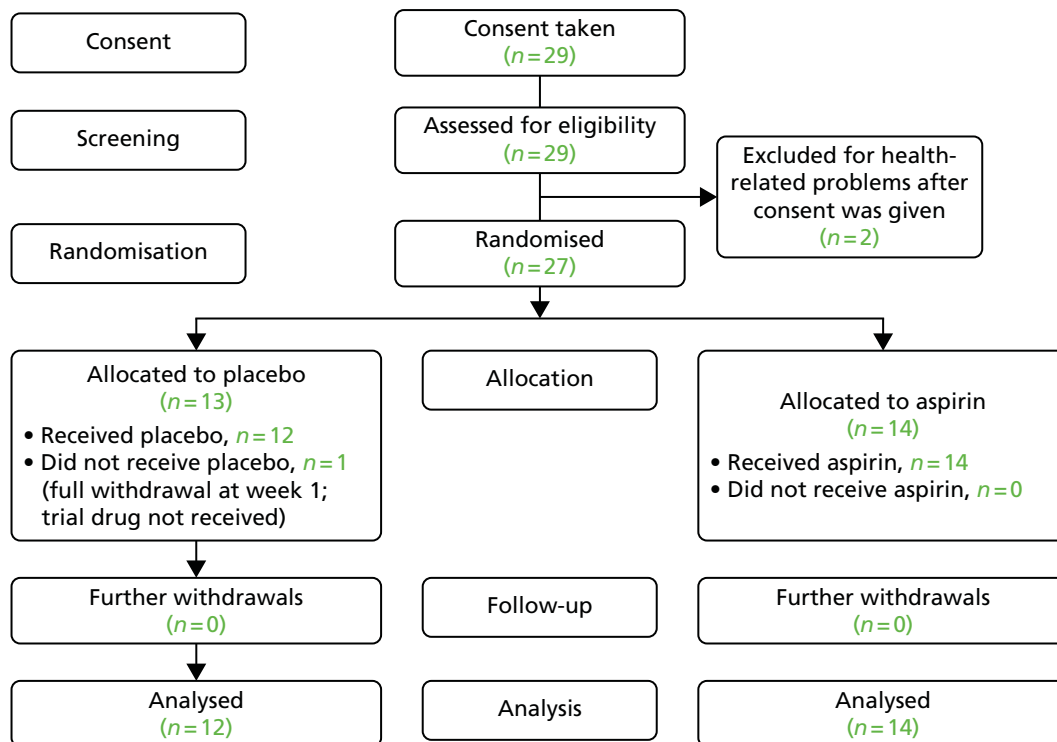 Consent
Consent taken
(n=29)
Screening
Assessed for eligibility
(n=29)
Excluded for health-
related problems after
consent was given
(n=2)
Randomisation
Randomised
(n=27)
Allocated to placebo
(n=13)
• Received placebo, n=12
• Did not receive placebo, n=1
(full withdrawal at week 1;
trial drug not received)
Allocation
Allocated to aspirin
(n=14)
• Received aspirin, n=14
• Did not receive aspirin, n=0
Further withdrawals
(n=0)
Follow-up
Further withdrawals
(n=0)
Analysed
(n=12)
Analysis
Analysed
(n=14)